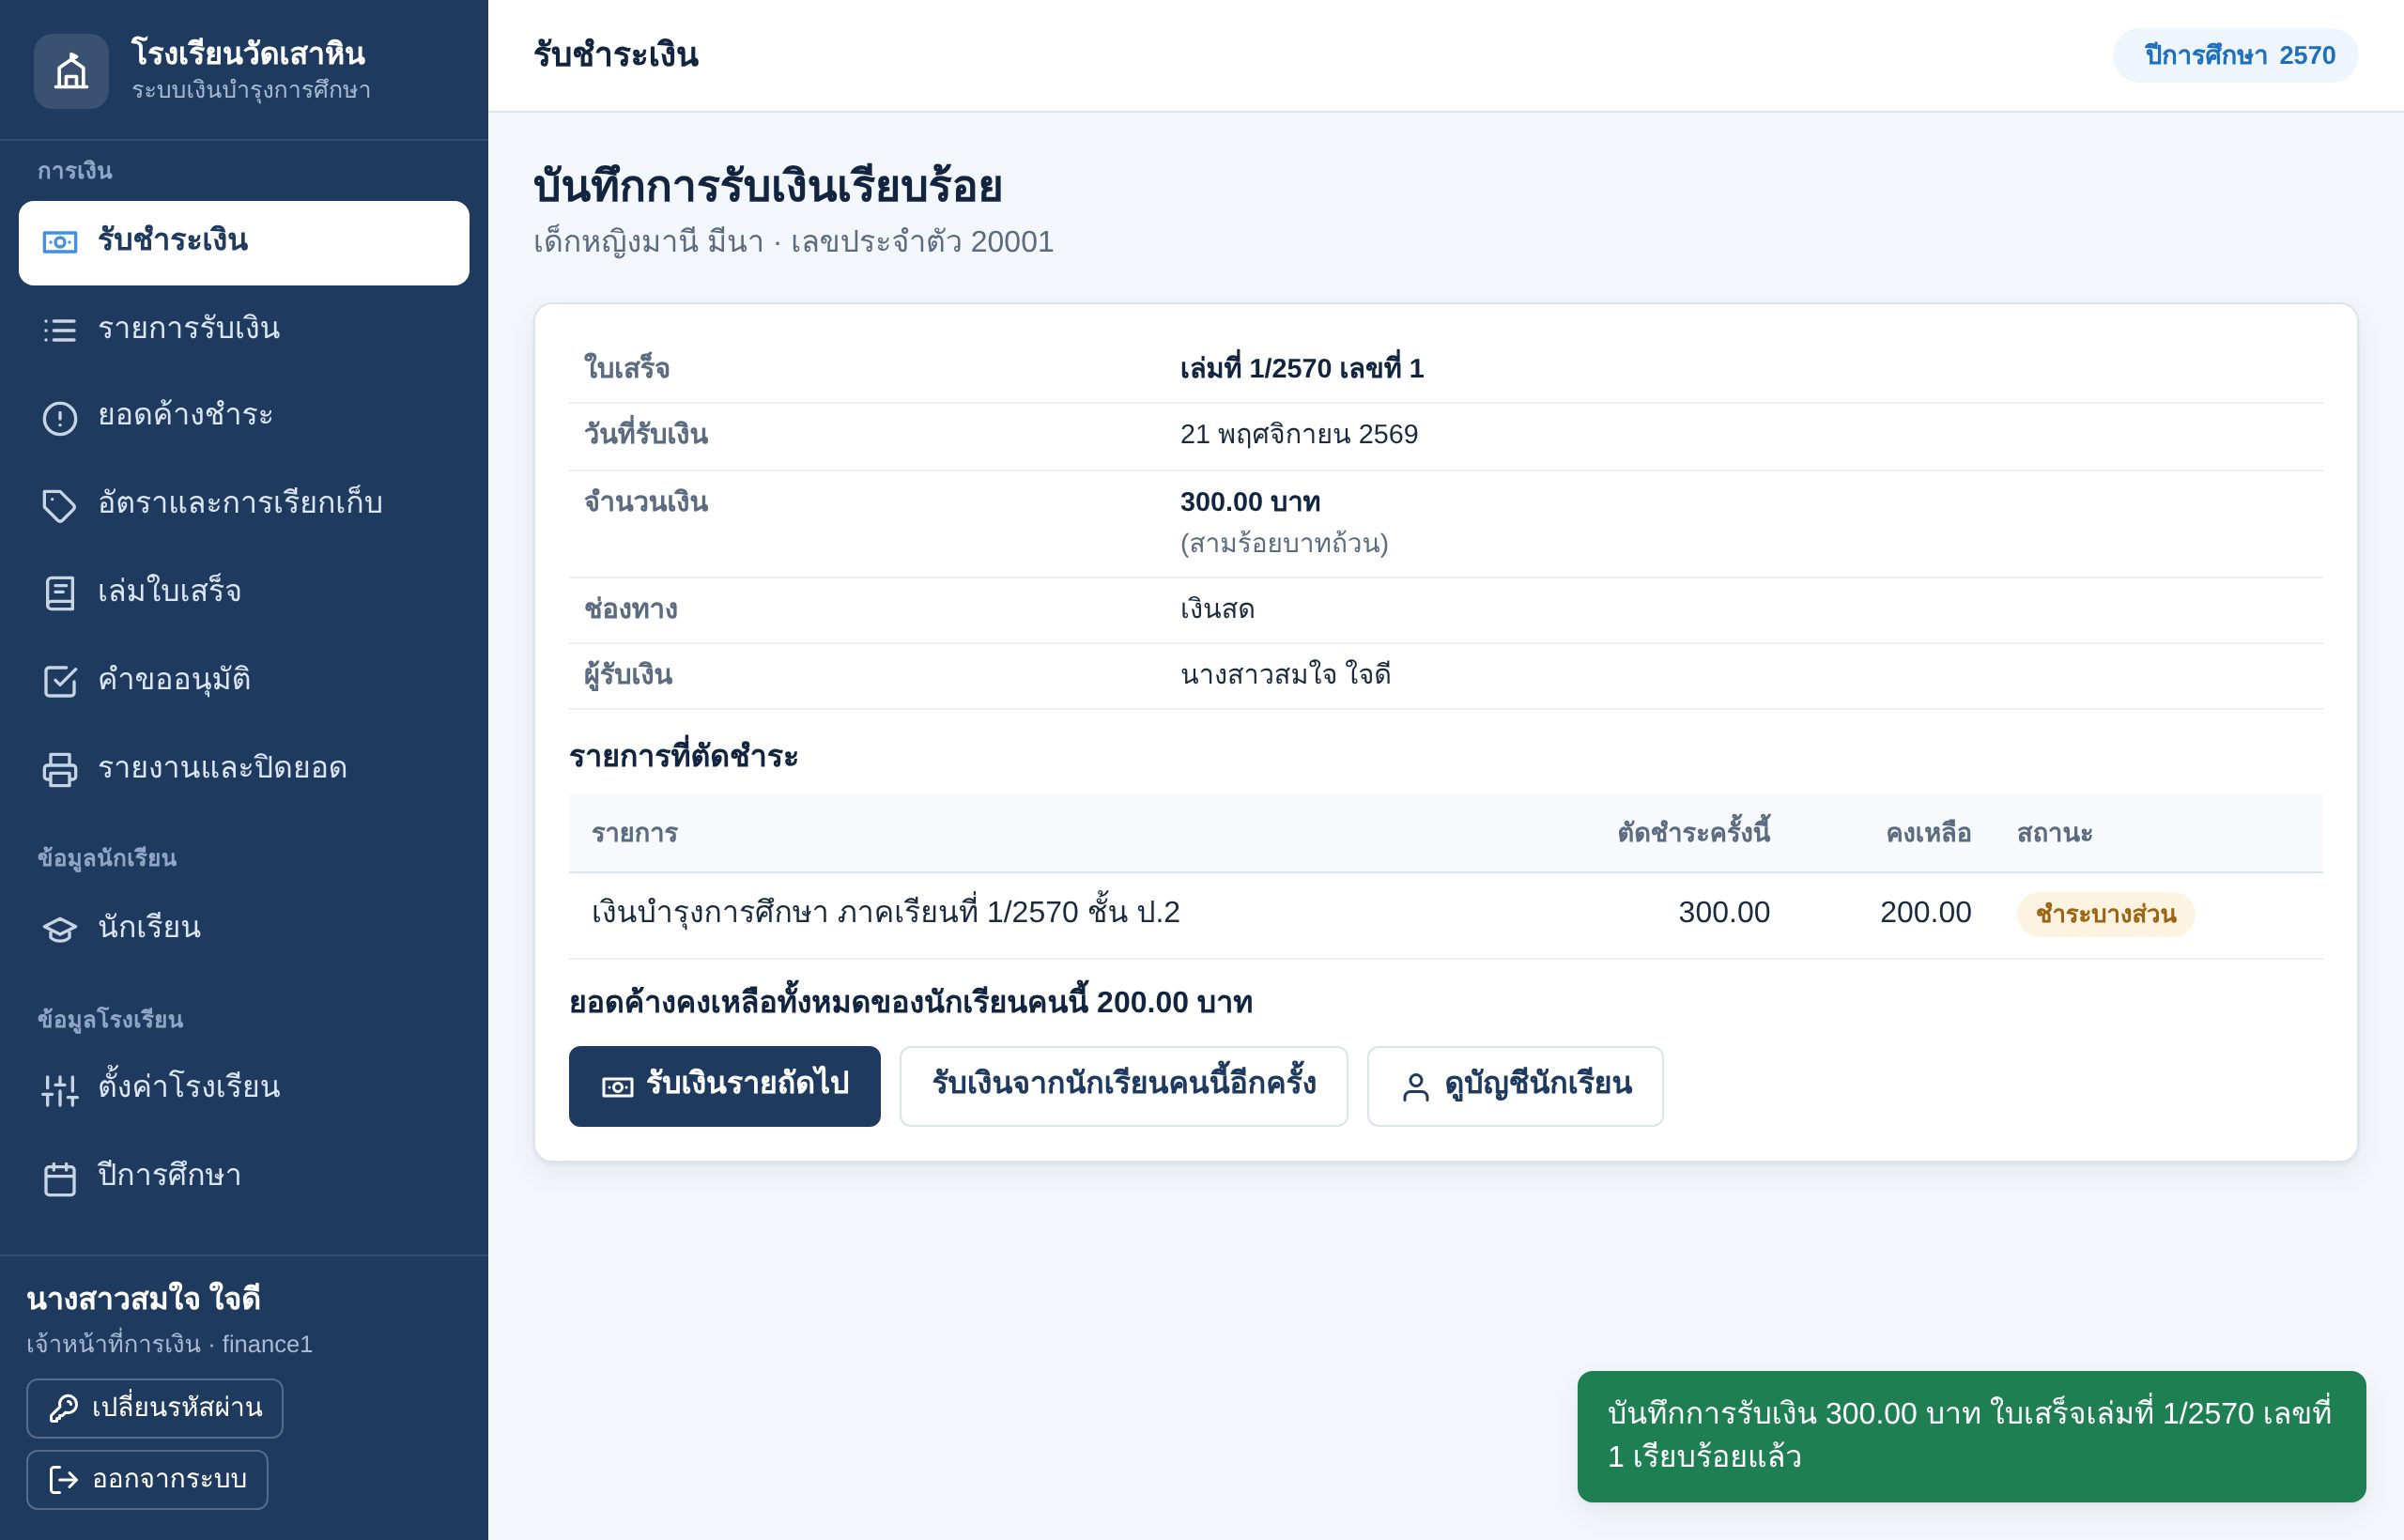 โรงเรียนวัดเสาหิน
ระบบเงินบำรุงการศึกษา
การเงิน
รับชำระเงิน
รายการรับเงิน
ยอดค้างชำระ
อัตราและการเรียกเก็บ
เล่มใบเสร็จ
คำขออนุมัติ
รายงานและปิดยอด
ข้อมูลนักเรียน
นักเรียน
ข้อมูลโรงเรียน
ตั้งค่าโรงเรียน
ปีการศึกษา
นางสาวสมใจ ใจดี
เจ้าหน้าที่การเงิน · finance1
เปลี่ยนรหัสผ่าน
ออกจากระบบ
รับชำระเงิน
ปีการศึกษา 2570
บันทึกการรับเงินเรียบร้อย
เด็กหญิงมานี มีนา · เลขประจำตัว 20001
ใบเสร็จ เล่มที่ 1/2570 เลขที่ 1
วันที่รับเงิน 21 พฤศจิกายน 2569
จำนวนเงิน 300.00 บาท
(สามร้อยบาทถ้วน)
ช่องทาง เงินสด
ผู้รับเงิน นางสาวสมใจ ใจดี
รายการที่ตัดชำระ
รายการ ตัดชำระครั้งนี้ คงเหลือ สถานะ
เงินบำรุงการศึกษา ภาคเรียนที่ 1/2570 ชั้น ป.2 300.00 200.00 ชำระบางส่วน
ยอดค้างคงเหลือทั้งหมดของนักเรียนคนนี้ 200.00 บาท
รับเงินรายถัดไป รับเงินจากนักเรียนคนนี้อีกครั้ง ดูบัญชีนักเรียน
บันทึกการรับเงิน 300.00 บาท ใบเสร็จเล่มที่ 1/2570 เลขที่
1 เรียบร้อยแล้ว